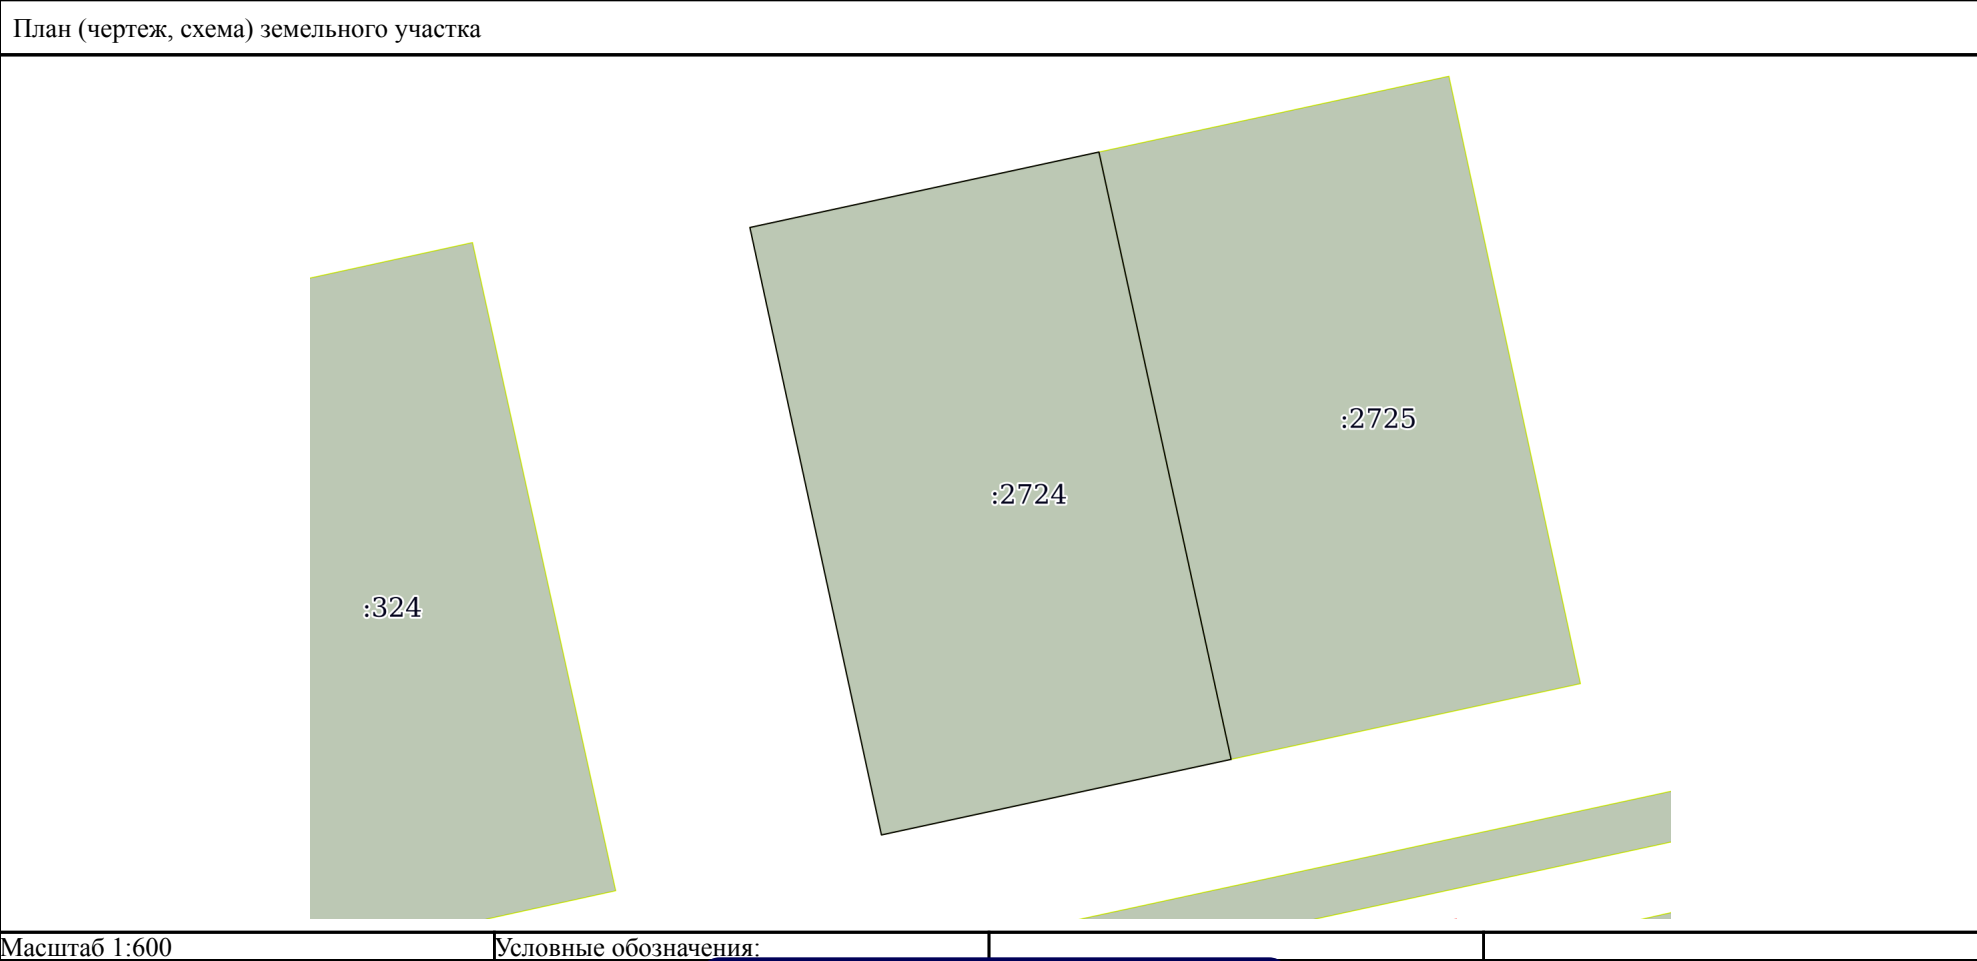 План (чертеж, схема) земельного участка
:2725
:2724
:324
Масштаб 1:600
Условные обозначения: